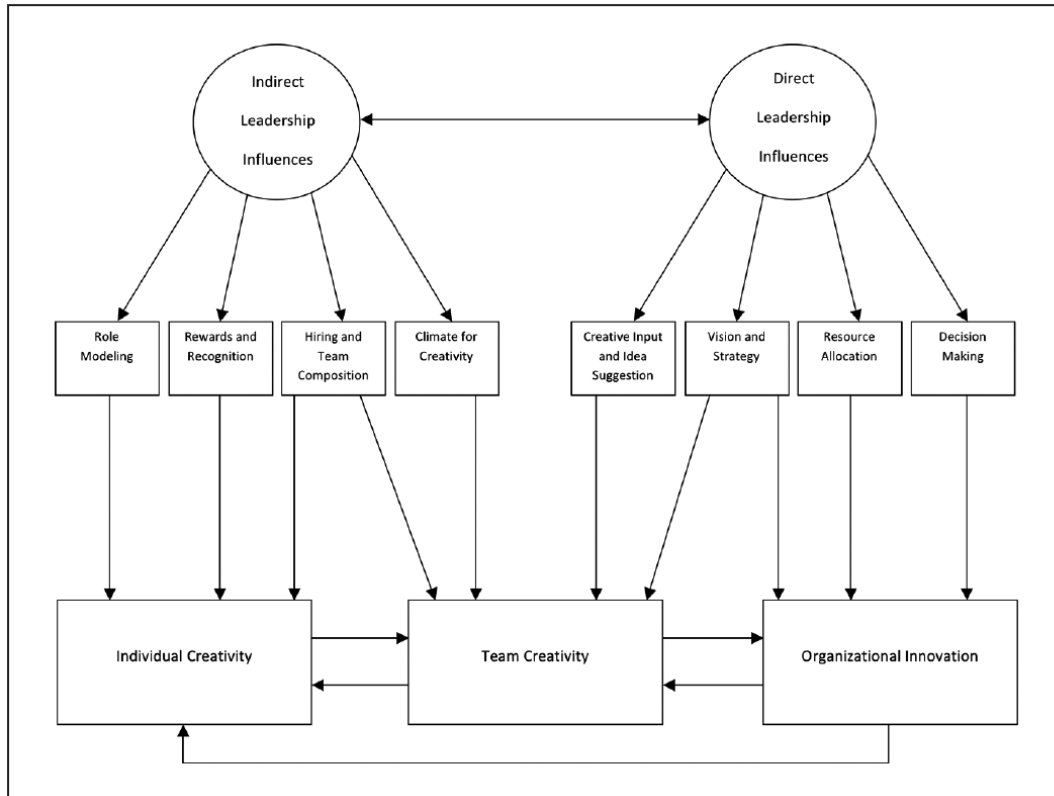 Indirect
Leadership
Influences
Direct
Leadership
Influences
Role
Modeling
Rewards and
Recognition
Hiring and
Team
Composition
Climate for
Creativity
Creative Input
and Idea
Suggestion
Vision and
Strategy
Resource
Allocation
Decision
Making
Individual Creativity
Team Creativity
Organizational Innovation